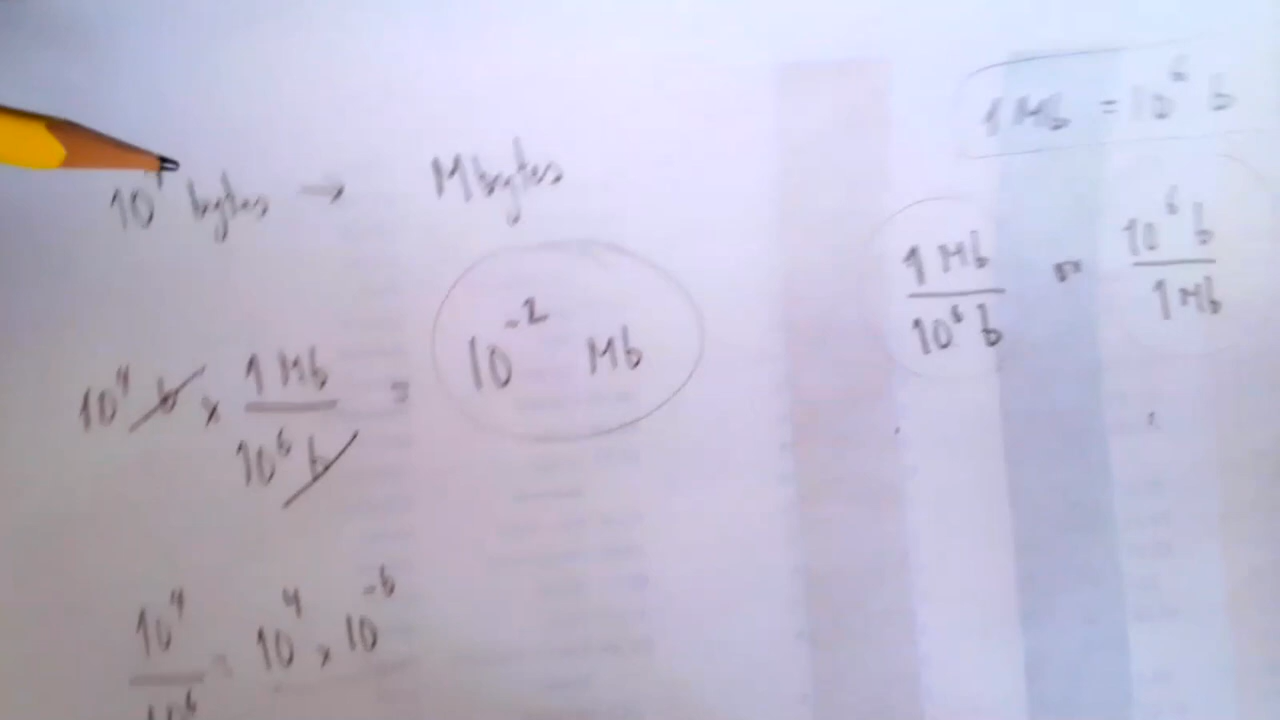 1 Mb = 10⁶ b
10⁴ bytes → Mbytes
1 Mb / 10⁶ b or 10⁶ b / 1 Mb
10⁴ b × 1 Mb / 10⁶ b = 10⁻² Mb
10⁴ / 10⁶ = 10⁴ × 10⁻⁶